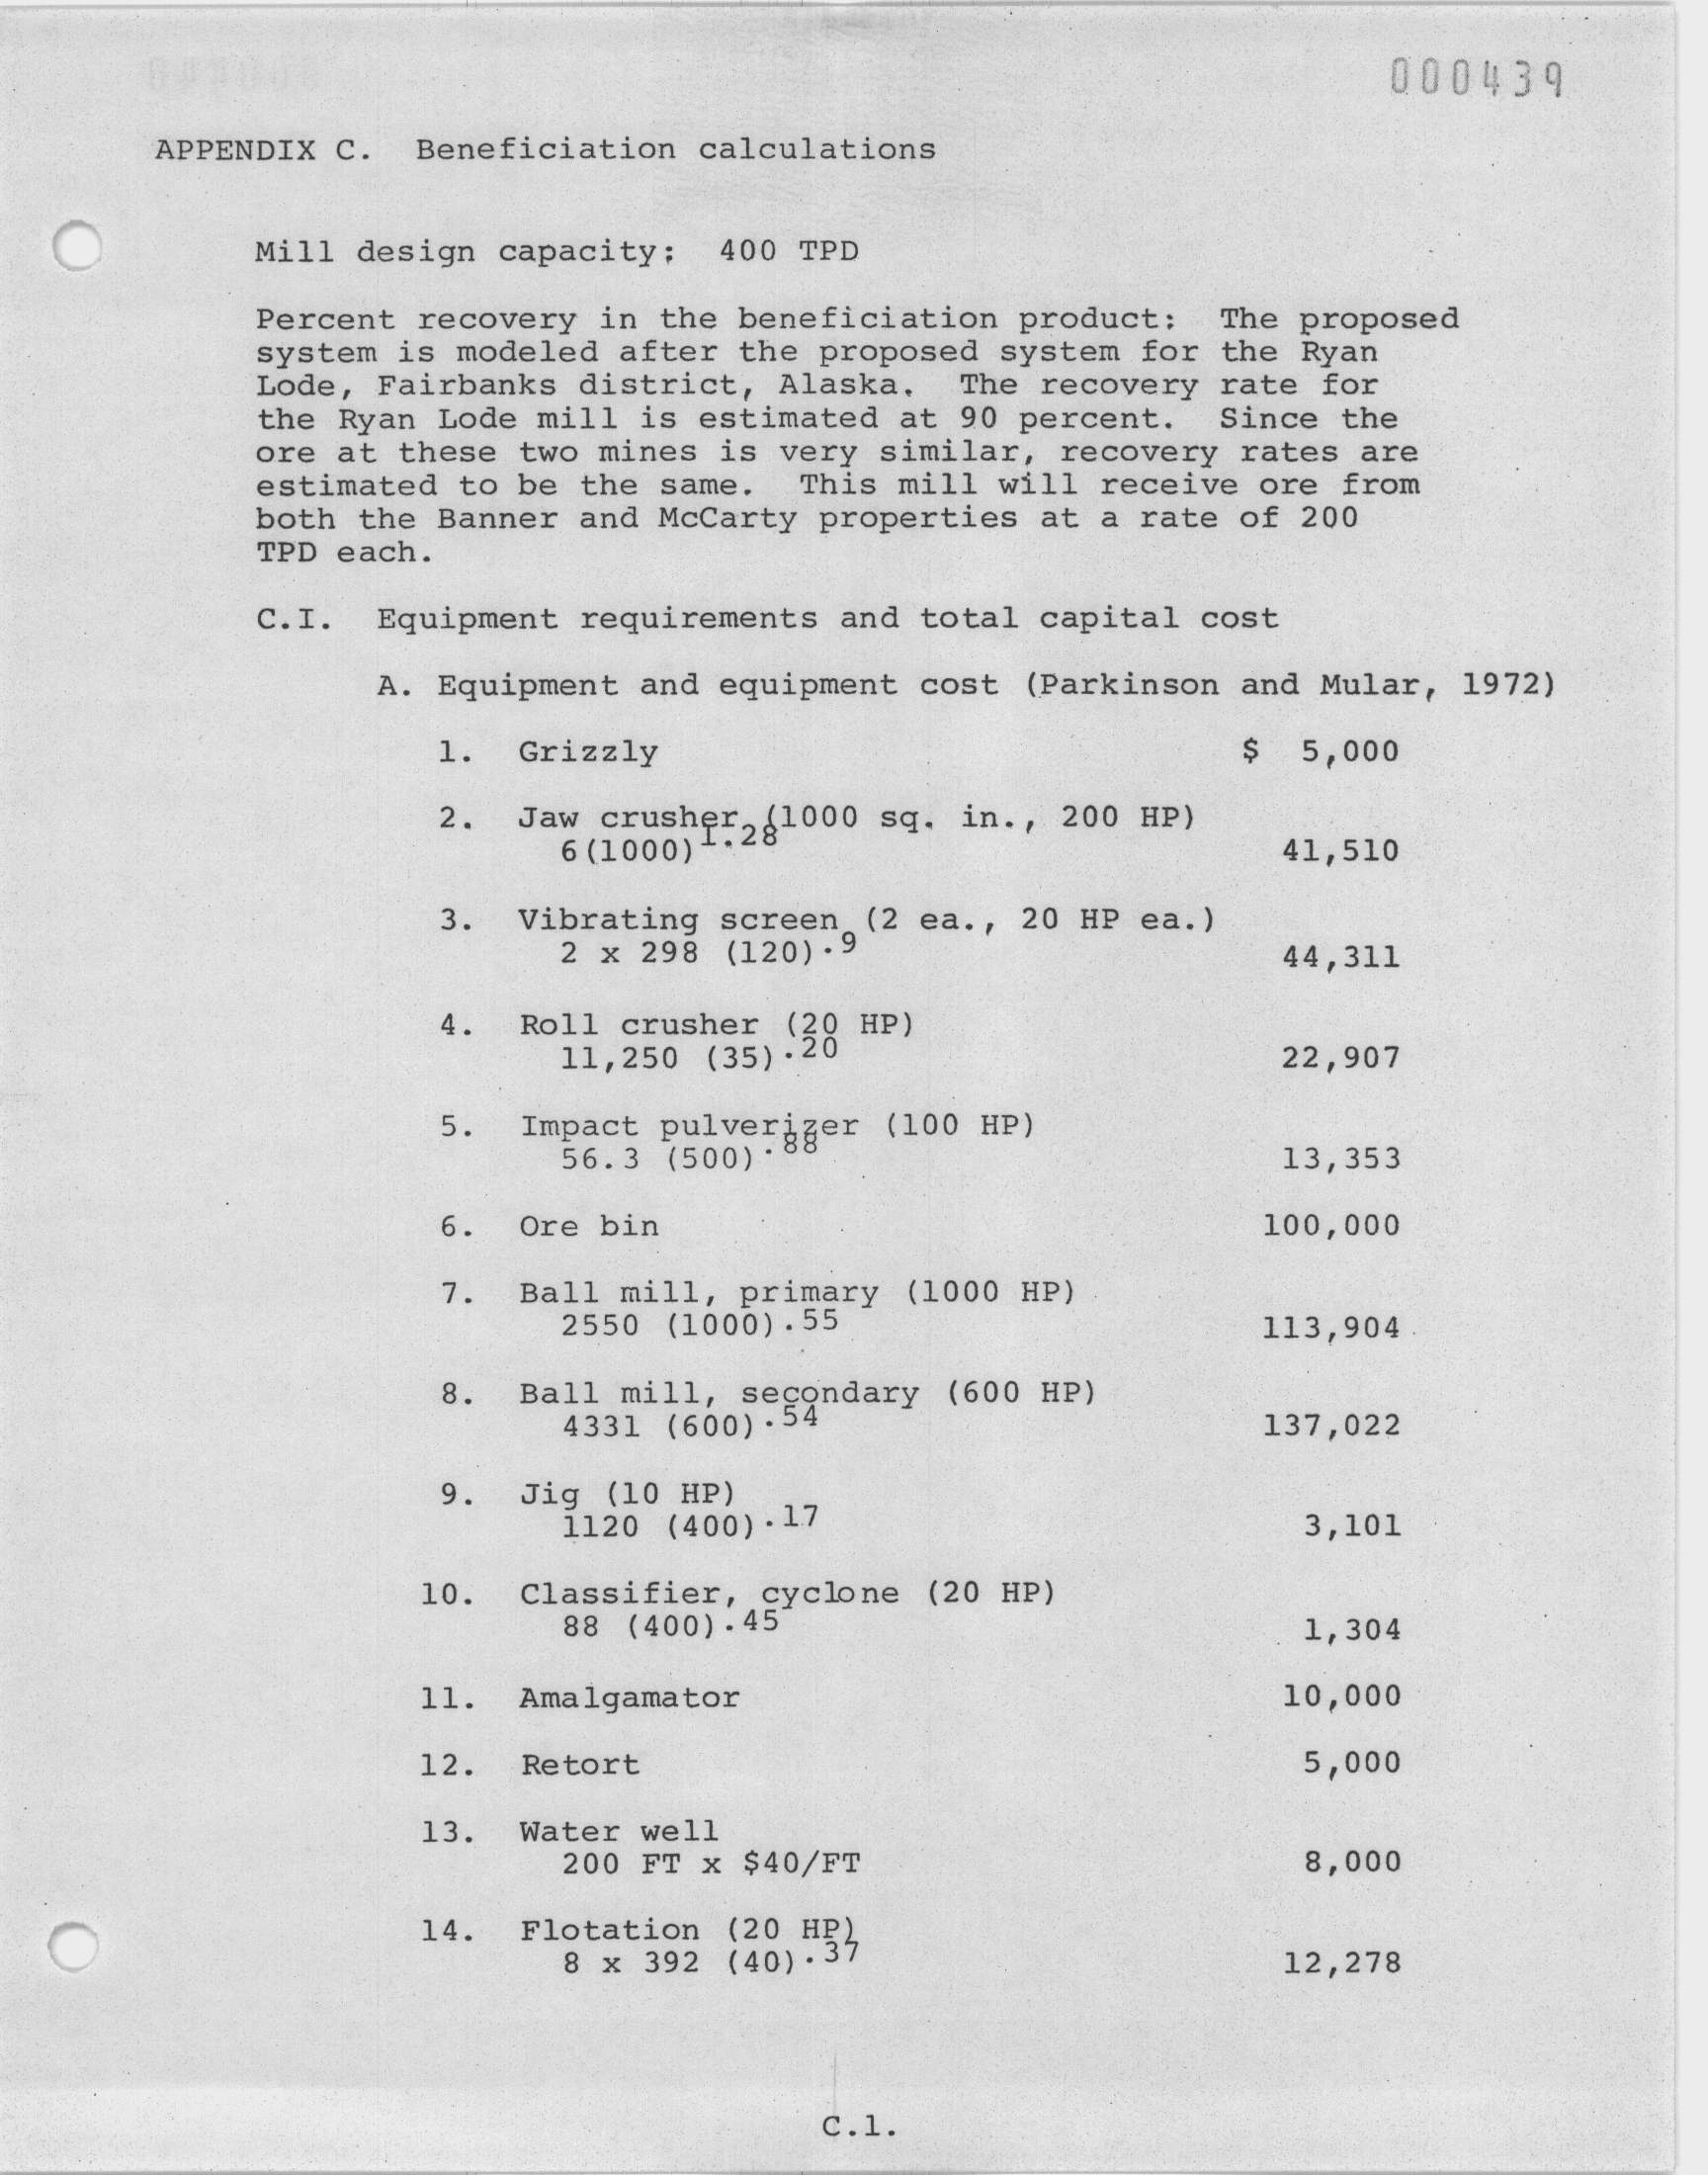 000439
APPENDIX C. Beneficiation calculations
Mill design capacity; 400 TPD
Percent recovery in the beneficiation product: The proposed
system is modeled after the proposed system for the Ryan
Lode, Fairbanks district, Alaska. The recovery rate for
the Ryan Lode mill is estimated at 90 percent. Since the
ore at these two mines is very similar, recovery rates are
estimated to be the same. This mill will receive ore from
both the Banner and McCarty properties at a rate of 200
TPD each.
C.I. Equipment requirements and total capital cost
A. Equipment and equipment cost (Parkinson and Mular, 1972)
1. Grizzly $ 5,000
2. Jaw crusher (1000 sq. in., 200 HP)
6(1000)1.28 41,510
3. Vibrating screen (2 ea., 20 HP ea.)
2 x 298 (120).9 44,311
4. Roll crusher (20 HP)
11,250 (35).20 22,907
5. Impact pulverizer (100 HP)
56.3 (500).88 13,353
6. Ore bin 100,000
7. Ball mill, primary (1000 HP)
2550 (1000).55 113,904
8. Ball mill, secondary (600 HP)
4331 (600).54 137,022
9. Jig (10 HP)
1120 (400).17 3,101
10. Classifier, cyclone (20 HP)
88 (400).45 1,304
11. Amalgamator 10,000
12. Retort 5,000
13. Water well
200 FT x $40/FT 8,000
14. Flotation (20 HP)
8 x 392 (40).37 12,278
C.1.